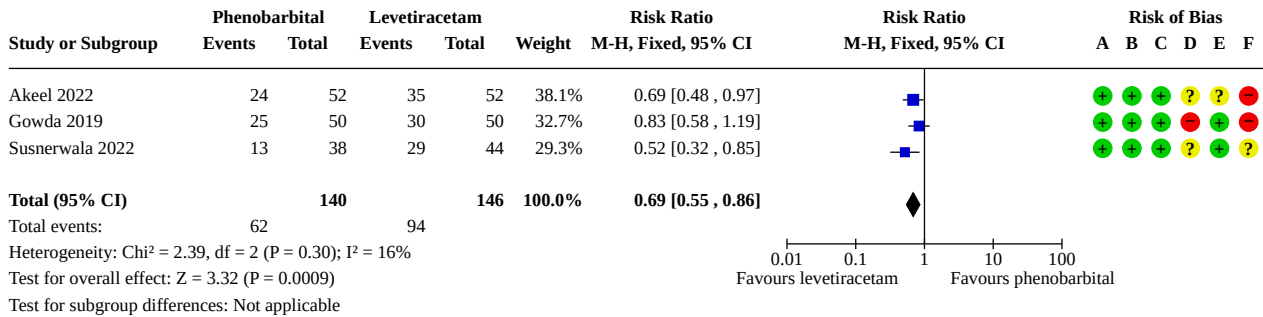 Phenobarbital Levetiracetam Risk Ratio Risk Ratio Risk of Bias
Study or Subgroup Events Total Events Total Weight M-H, Fixed, 95% CI M-H, Fixed, 95% CI A B C D E F
Akeel 2022 24 52 35 52 38.1% 0.69 [0.48 , 0.97] + + + ? ? −
Gowda 2019 25 50 30 50 32.7% 0.83 [0.58 , 1.19] + + + − + −
Susnerwala 2022 13 38 29 44 29.3% 0.52 [0.32 , 0.85] + + + ? + ?
Total (95% CI) 140 146 100.0% 0.69 [0.55 , 0.86]
Total events: 62 94
Heterogeneity: Chi² = 2.39, df = 2 (P = 0.30); I² = 16%
0.01 0.1 1 10 100
Test for overall effect: Z = 3.32 (P = 0.0009)
Favours levetiracetam Favours phenobarbital
Test for subgroup differences: Not applicable